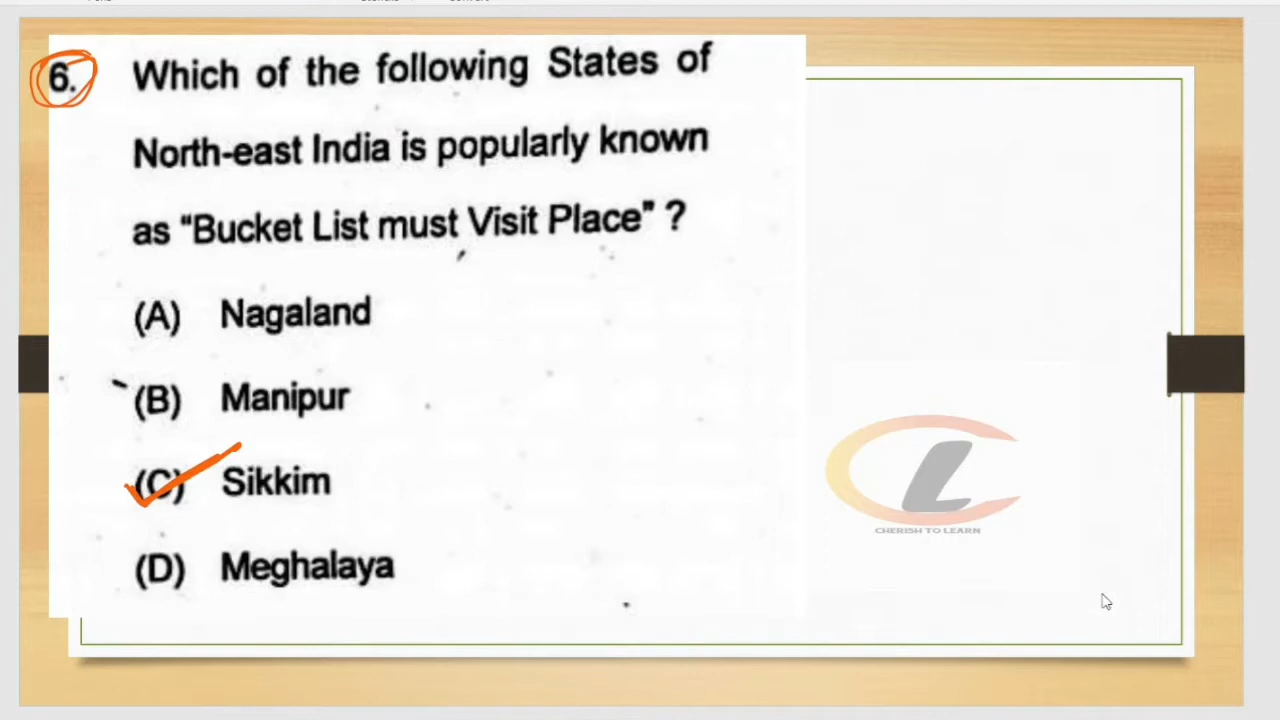 6. Which of the following States of
North-east India is popularly known
as “Bucket List must Visit Place” ?
(A) Nagaland
(B) Manipur
(C) Sikkim
(D) Meghalaya
CL
CHERISH TO LEARN